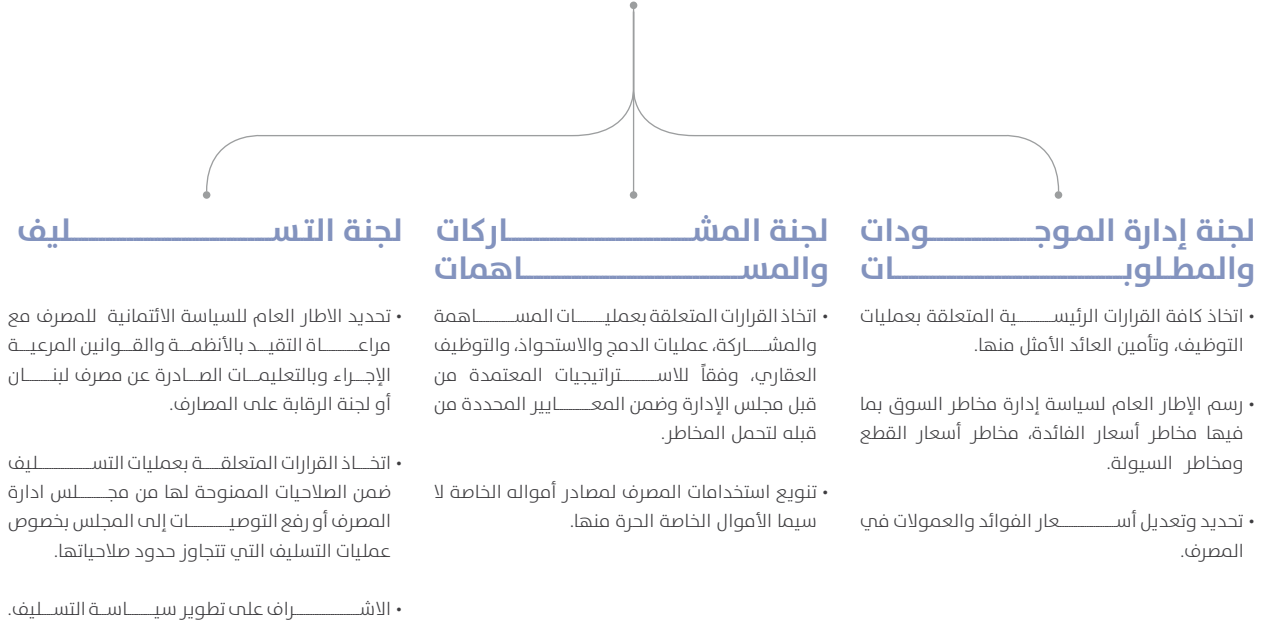 لجنة إدارة الموجودات
والمطلوبات
• اتخاذ كافة القرارات الرئيسية المتعلقة بعمليات
التوظيف، وتأمين العائد الأمثل منها.
• رسم الإطار العام لسياسة إدارة مخاطر السوق بما
فيها مخاطر أسعار الفائدة، مخاطر أسعار القطع
ومخاطر السيولة.
• تحديد وتعديل أسعار الفوائد والعمولات في
المصرف.
لجنة المشاركات
والمساهمات
• اتخاذ القرارات المتعلقة بعمليات المساهمة
والمشاركة، عمليات الدمج والاستحواذ، والتوظيف
العقاري، وفقاً للاستراتيجيات المعتمدة من
قبل مجلس الإدارة وضمن المعايير المحددة من
قبله لتحمل المخاطر.
• تنويع استخدامات المصرف لمصادر أمواله الخاصة لا
سيما الأموال الخاصة الحرة منها.
لجنة التسليف
• تحديد الاطار العام للسياسة الائتمانية للمصرف مع
مراعاة التقيد بالأنظمة والقوانين المرعية
الإجراء وبالتعليمات الصادرة عن مصرف لبنان
أو لجنة الرقابة على المصارف.
• اتخاذ القرارات المتعلقة بعمليات التسليف
ضمن الصلاحيات الممنوحة لها من مجلس ادارة
المصرف أو رفع التوصيات إلى المجلس بخصوص
عمليات التسليف التي تتجاوز حدود صلاحياتها.
• الاشراف على تطوير سياسة التسليف.